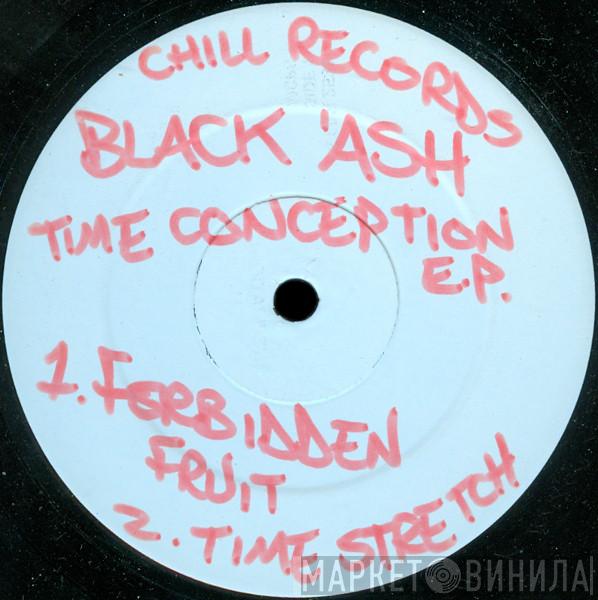 CHILL RECORDS
BLACK 'ASH
TIME CONCEPTION
E.P.
1. FORBIDDEN
FRUIT
2. TIME STRETCH
МАРКЕТ ВИНИЛА